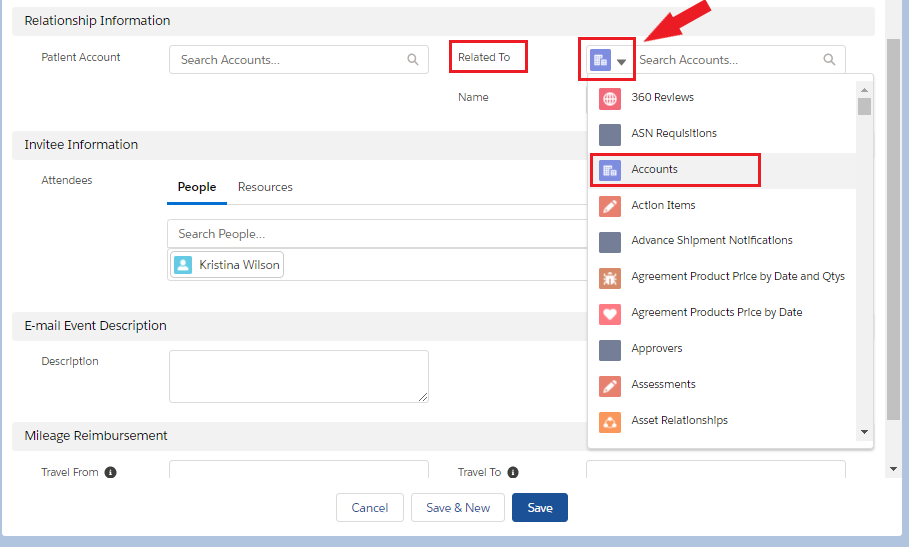 Relationship Information
Patient Account
Search Accounts...
Related To
Search Accounts...
Name
360 Reviews
ASN Requisitions
Accounts
Action Items
Advance Shipment Notifications
Agreement Product Price by Date and Qtys
Agreement Products Price by Date
Approvers
Assessments
Asset Relationships
Invitee Information
Attendees
People
Resources
Search People...
Kristina Wilson
E-mail Event Description
Description
Mileage Reimbursement
Travel From
Travel To
Cancel
Save & New
Save